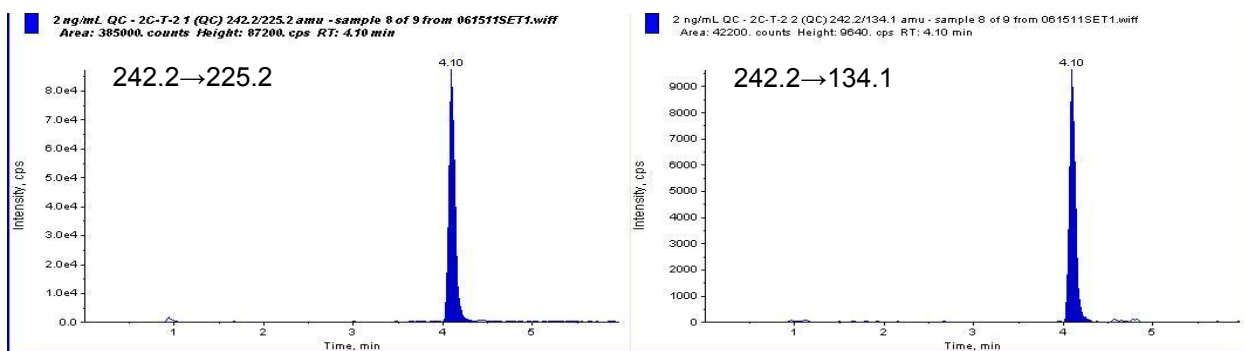 2 ng/mL QC - 2C-T-2 1 (QC) 242.2/225.2 amu - sample 8 of 9 from 061511SET1.wiff
Area: 385000. counts Height: 87200. cps RT: 4.10 min
4.10
242.2→225.2
8.0e4
7.0e4
6.0e4
5.0e4
4.0e4
3.0e4
2.0e4
1.0e4
0.0
Intensity, cps
1 2 3 4 5
Time, min
2 ng/mL QC - 2C-T-2 2 (QC) 242.2/134.1 amu - sample 8 of 9 from 061511SET1.wiff
Area: 42200. counts Height: 9640. cps RT: 4.10 min
4.10
242.2→134.1
9000
8000
7000
6000
5000
4000
3000
2000
1000
0
Intensity, cps
1 2 3 4 5
Time, min